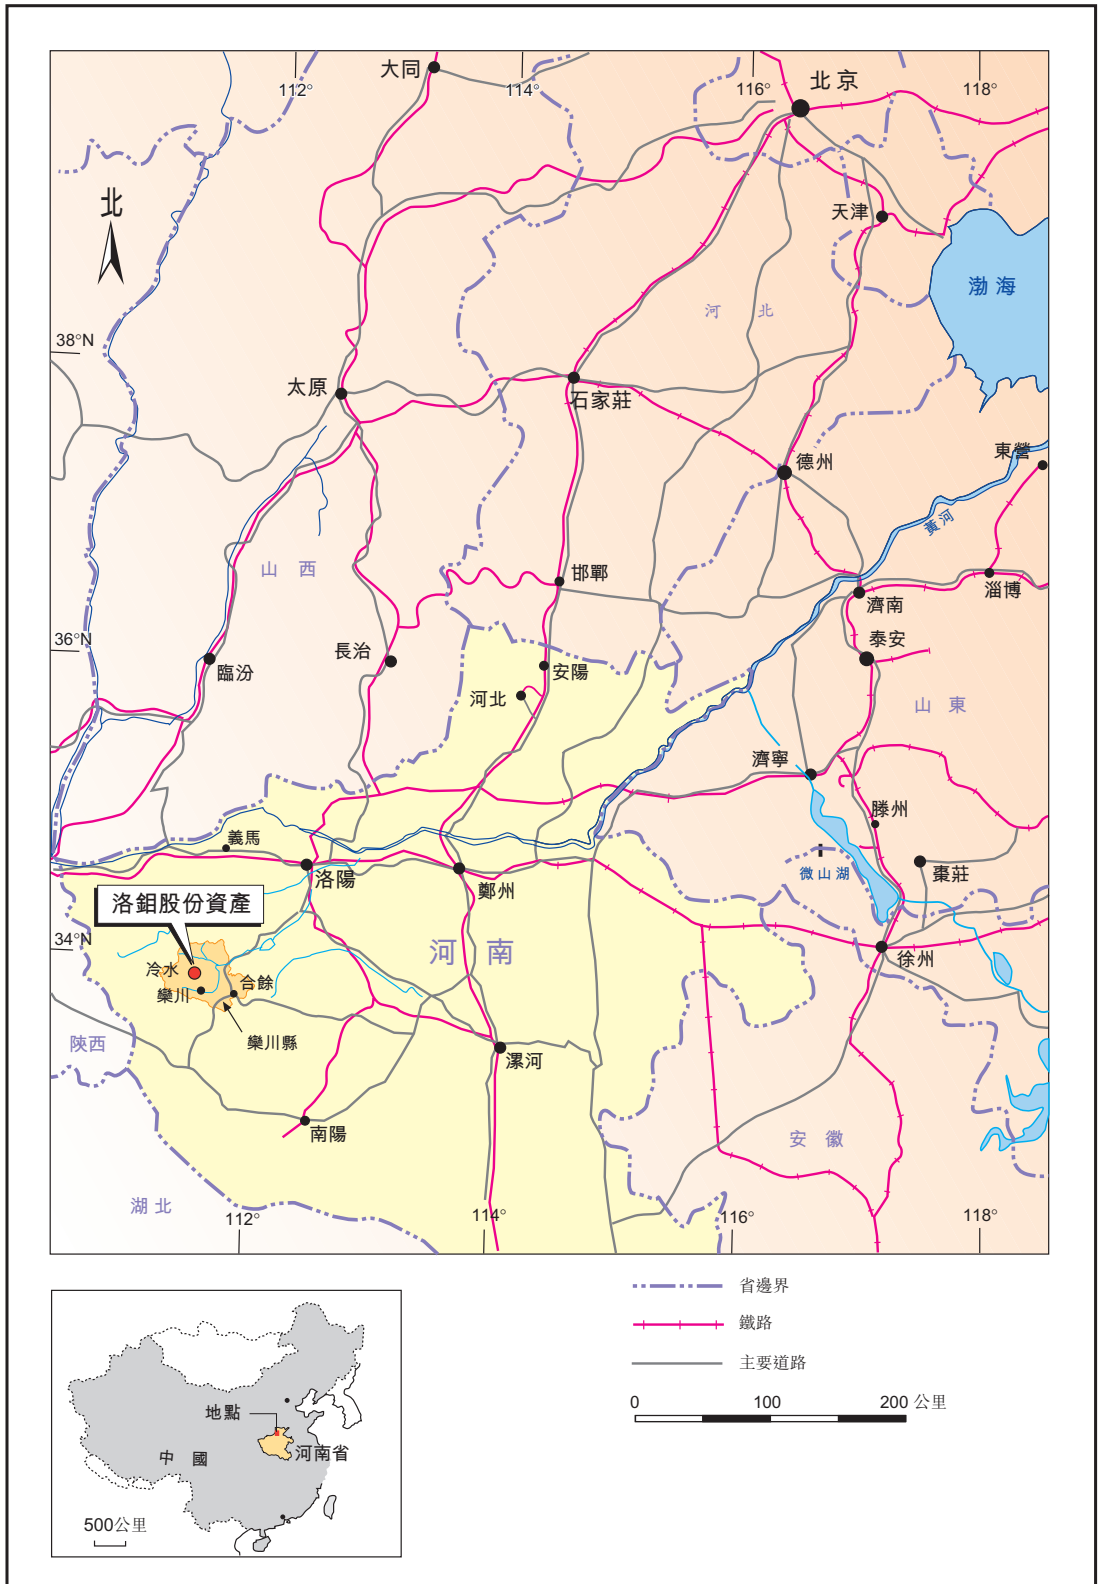 大同
112°
114°
116°
北京
118°
北
天津
渤海
河北
38°N
太原
石家莊
德州
東營
黃河
山西
邯鄲
濟南
淄博
36°N
臨汾
長治
泰安
安陽
河北
山東
濟寧
滕州
義馬
洛陽
鄭州
微山湖
棗莊
洛鉬股份資產
34°N
河南
徐州
冷水
欒川
合餘
欒川縣
陝西
漯河
南陽
安徽
湖北
112°
114°
116°
118°
省邊界
鐵路
主要道路
0 100 200 公里
地點
河南省
中國
500公里